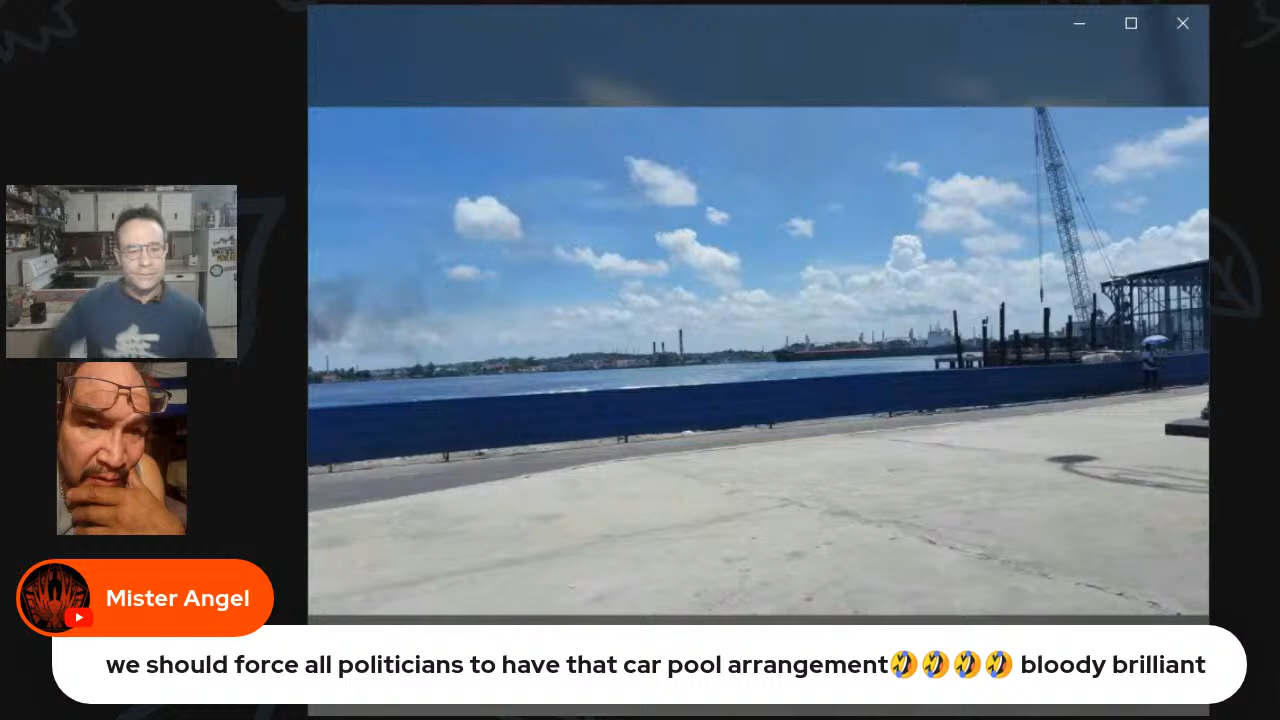 Mister Angel
we should force all politicians to have that car pool arrangement🤣🤣🤣🤣 bloody brilliant